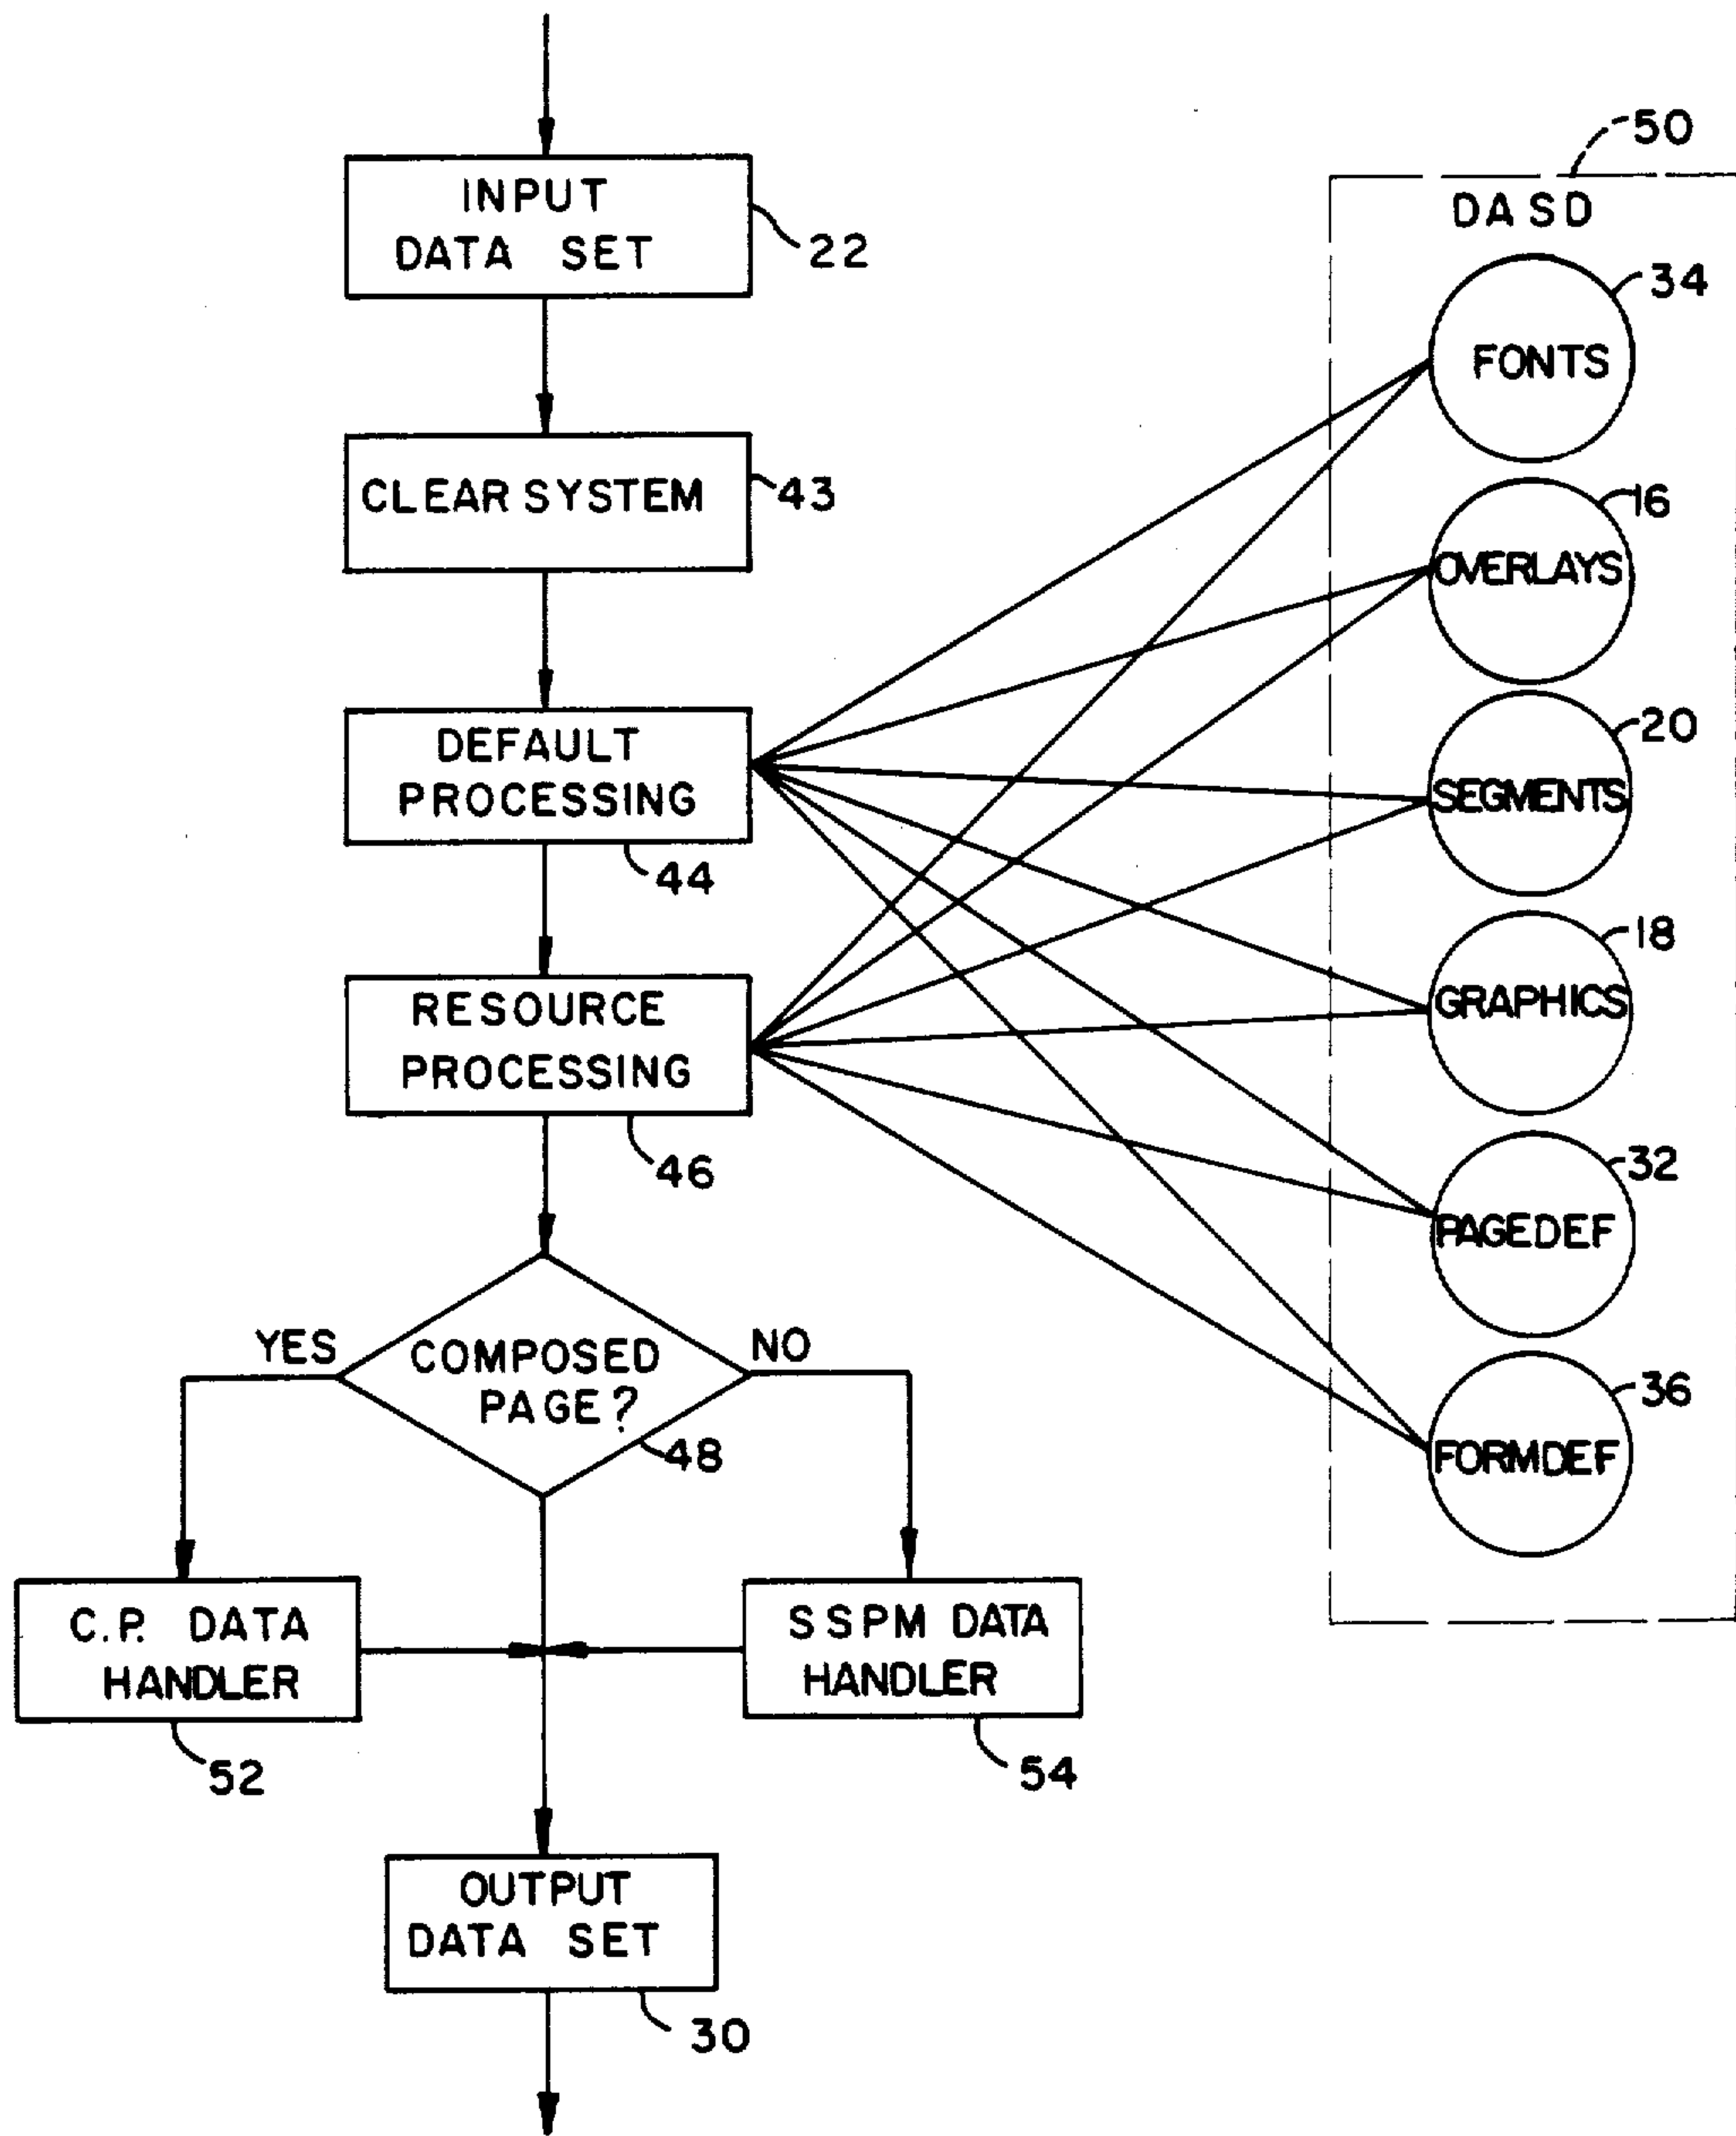 INPUT
DATA SET
22
CLEAR SYSTEM
43
DEFAULT
PROCESSING
44
RESOURCE
PROCESSING
46
COMPOSED
PAGE?
48
YES
NO
C.P. DATA
HANDLER
52
SSPM DATA
HANDLER
54
OUTPUT
DATA SET
30
50
DASD
34
FONTS
16
OVERLAYS
20
SEGMENTS
18
GRAPHICS
32
PAGEDEF
36
FORMDEF